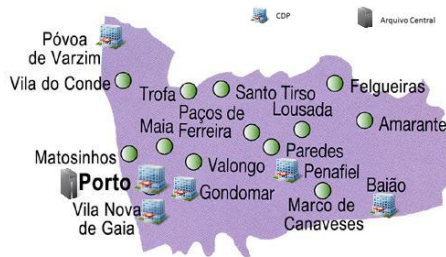 CDP
Arquivo Central
Póvoa
de Varzim
Vila do Conde
Trofa
Santo Tirso
Felgueiras
Paços de
Ferreira
Lousada
Amarante
Maia
Matosinhos
Valongo
Paredes
Penafiel
Porto
Gondomar
Baião
Vila Nova
de Gaia
Marco de
Canaveses